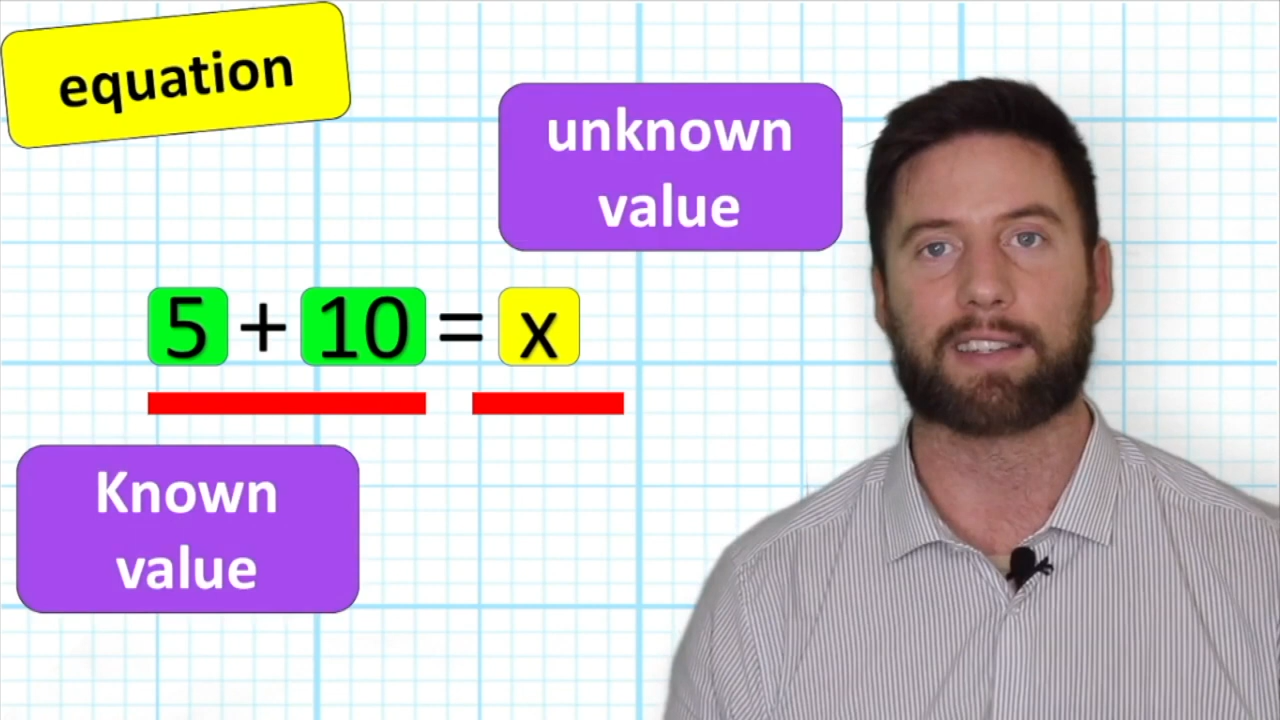 equation
unknown
value
5 + 10 = x
Known
value